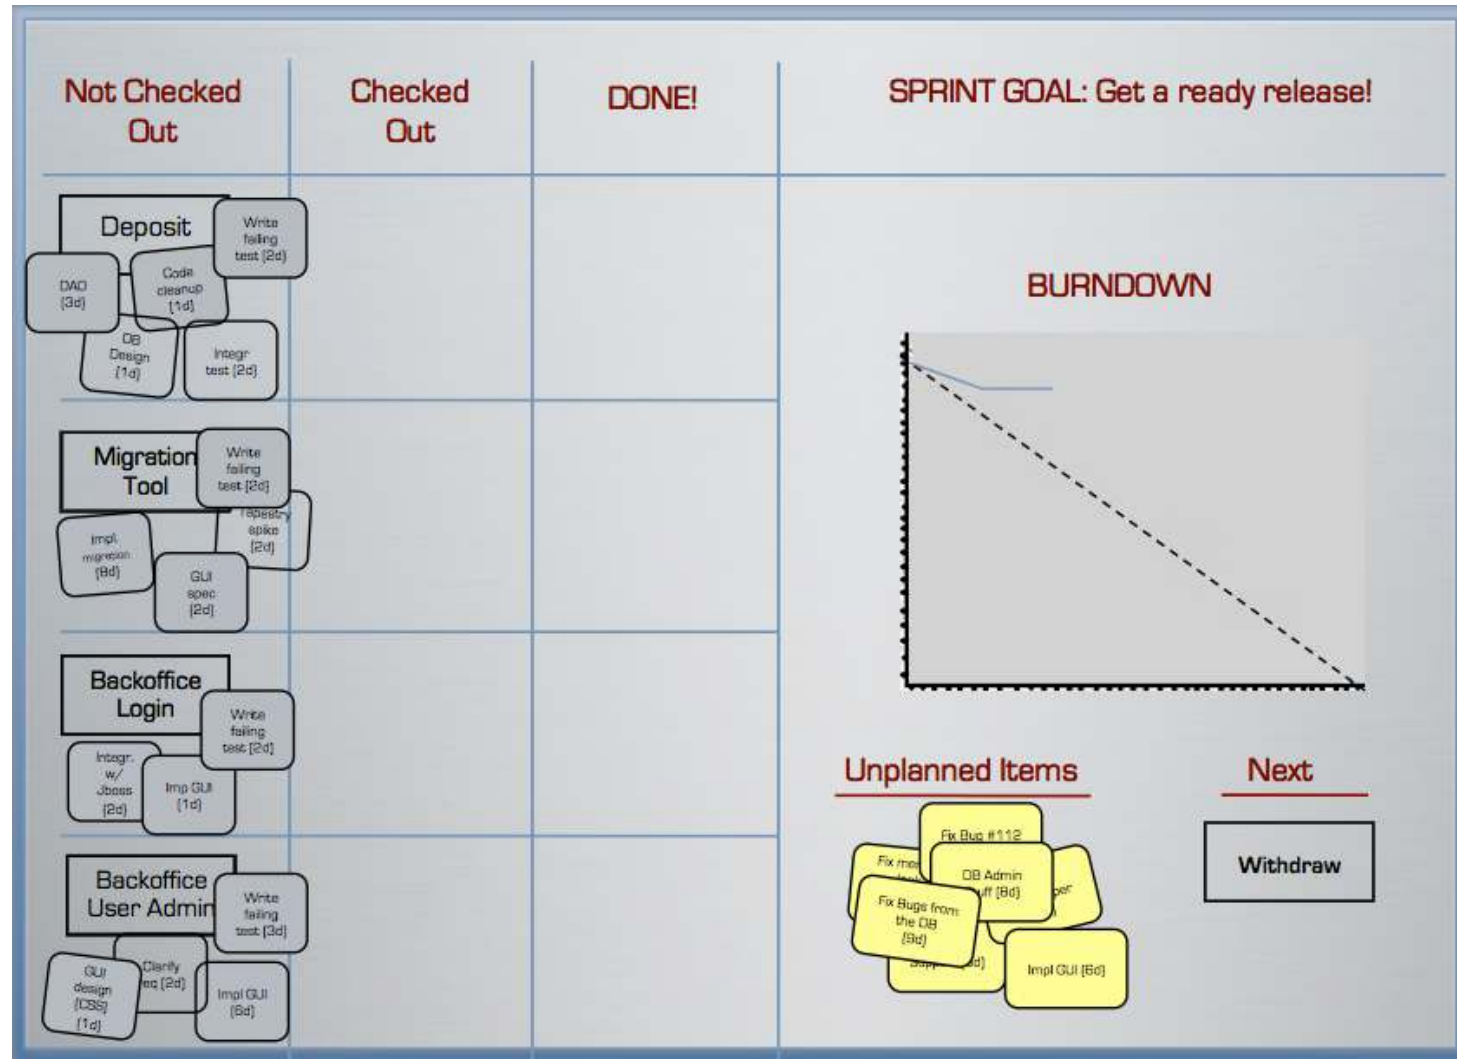 Not Checked
Out
Checked
Out
DONE!
SPRINT GOAL: Get a ready release!
Deposit
Write
failing
test (2d)
DAO
(3d)
Code
cleanup
(1d)
DB
Design
(1d)
Integr
test (2d)
Migration
Tool
Write
failing
test (2d)
Tapestry
spike
(2d)
Impl.
migration
(8d)
GUI
spec
(2d)
Backoffice
Login
Write
failing
test (2d)
Integr.
w/
Jboss
(2d)
Imp GUI
(1d)
Backoffice
User Admin
Write
failing
test (3d)
Clarify
(2d)
GUI
design
(CSS)
(1d)
Impl GUI
(6d)
BURNDOWN
Unplanned Items
Fix Bug #112
Fix
DB Admin
(8d)
Fix Bugs from
the DB
(9d)
Impl GUI (6d)
Next
Withdraw